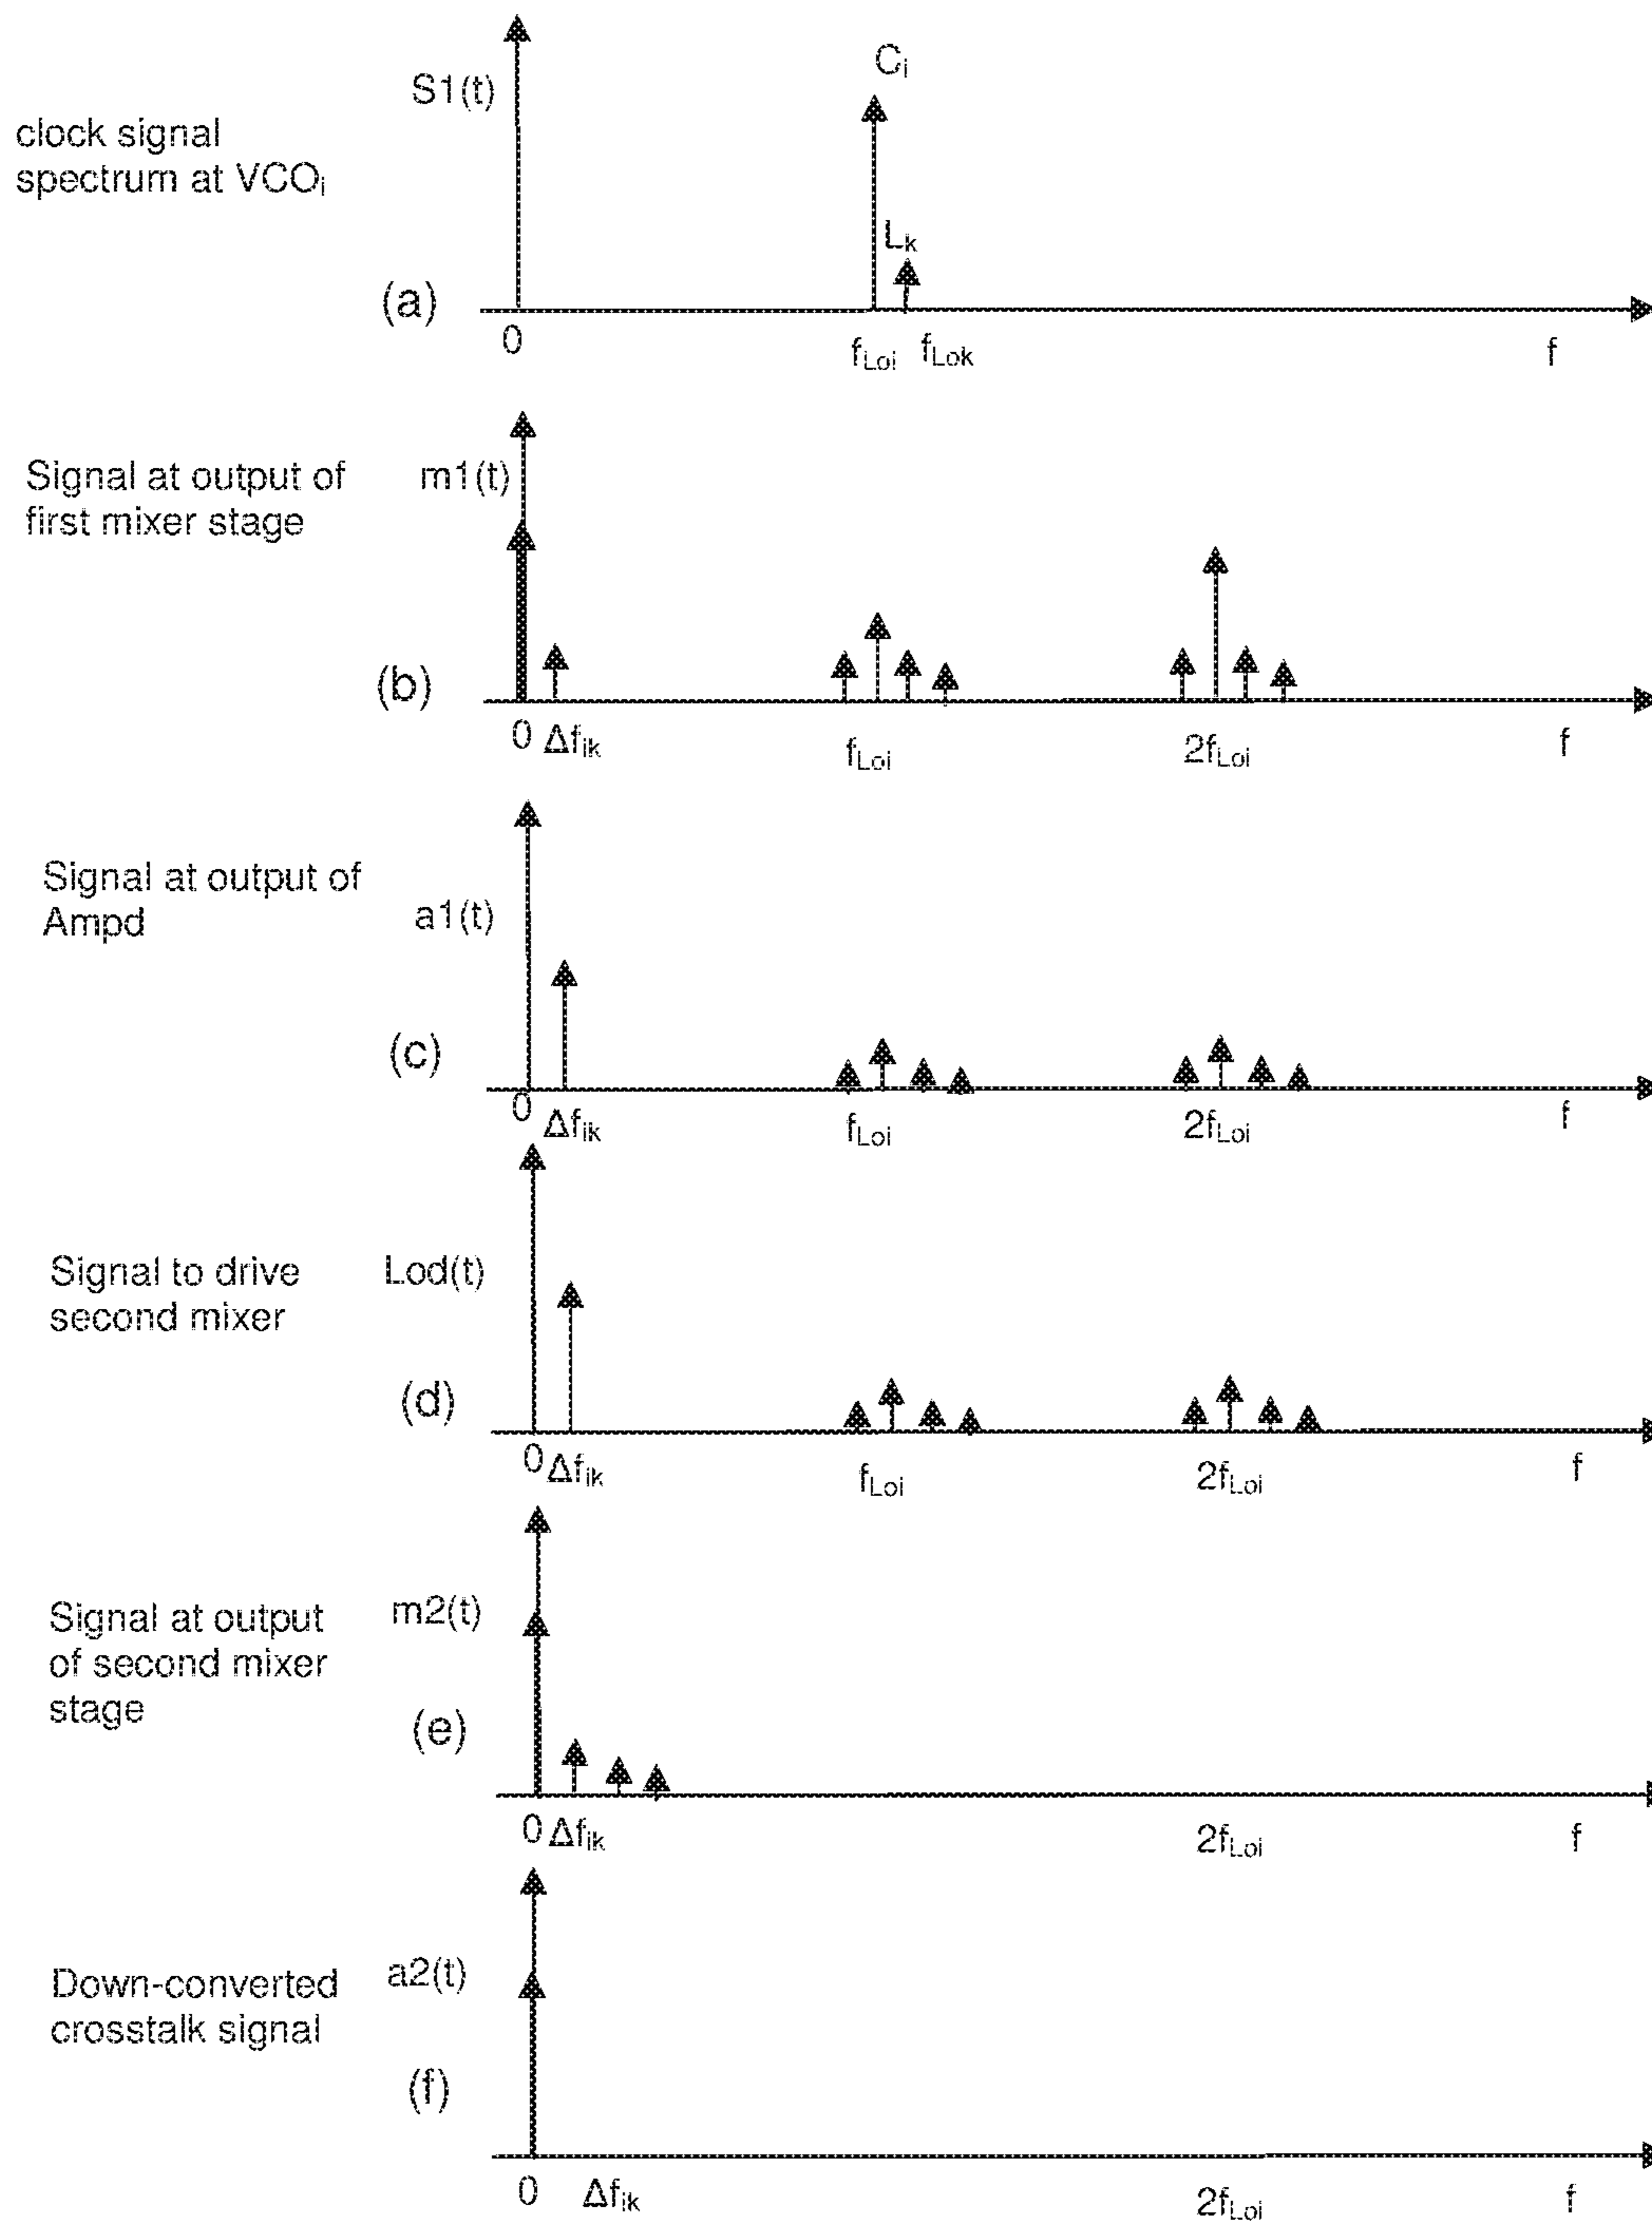 clock signal
spectrum at VCOi
S1(t)
Ci
Lk
(a)
0
fLoi
fLok
f
Signal at output of
first mixer stage
m1(t)
(b)
0
Δfik
fLoi
2fLoi
f
Signal at output of
Ampd
a1(t)
(c)
0
Δfik
fLoi
2fLoi
f
Signal to drive
second mixer
Lod(t)
(d)
0
Δfik
fLoi
2fLoi
f
Signal at output
of second mixer
stage
m2(t)
(e)
0
Δfik
2fLoi
f
Down-converted
crosstalk signal
a2(t)
(f)
0
Δfik
2fLoi
f